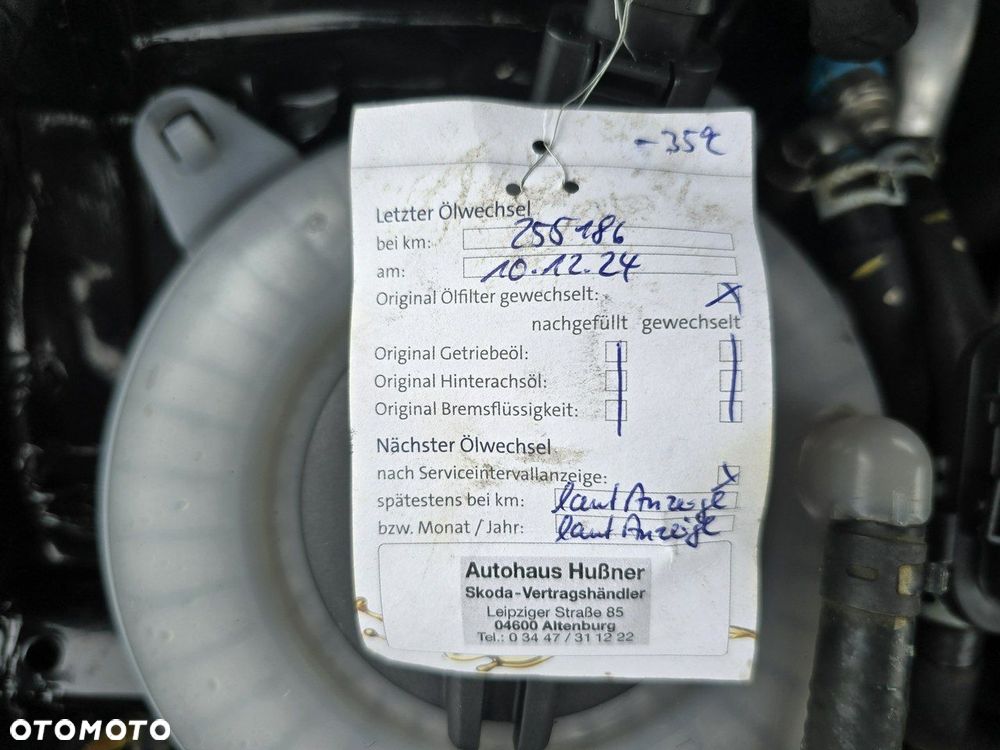 -35°
Letzter Ölwechsel
bei km: 255186
am: 10.12.24
Original Ölfilter gewechselt: X
nachgefüllt gewechselt
Original Getriebeöl:
Original Hinterachsöl:
Original Bremsflüssigkeit:
Nächster Ölwechsel
nach Serviceintervallanzeige: X
spätestens bei km: laut Anzeige
bzw. Monat / Jahr: laut Anzeige
Autohaus Hußner
Skoda-Vertragshändler
Leipziger Straße 85
04600 Altenburg
Tel.: 0 34 47 / 31 12 22
OTOMOTO